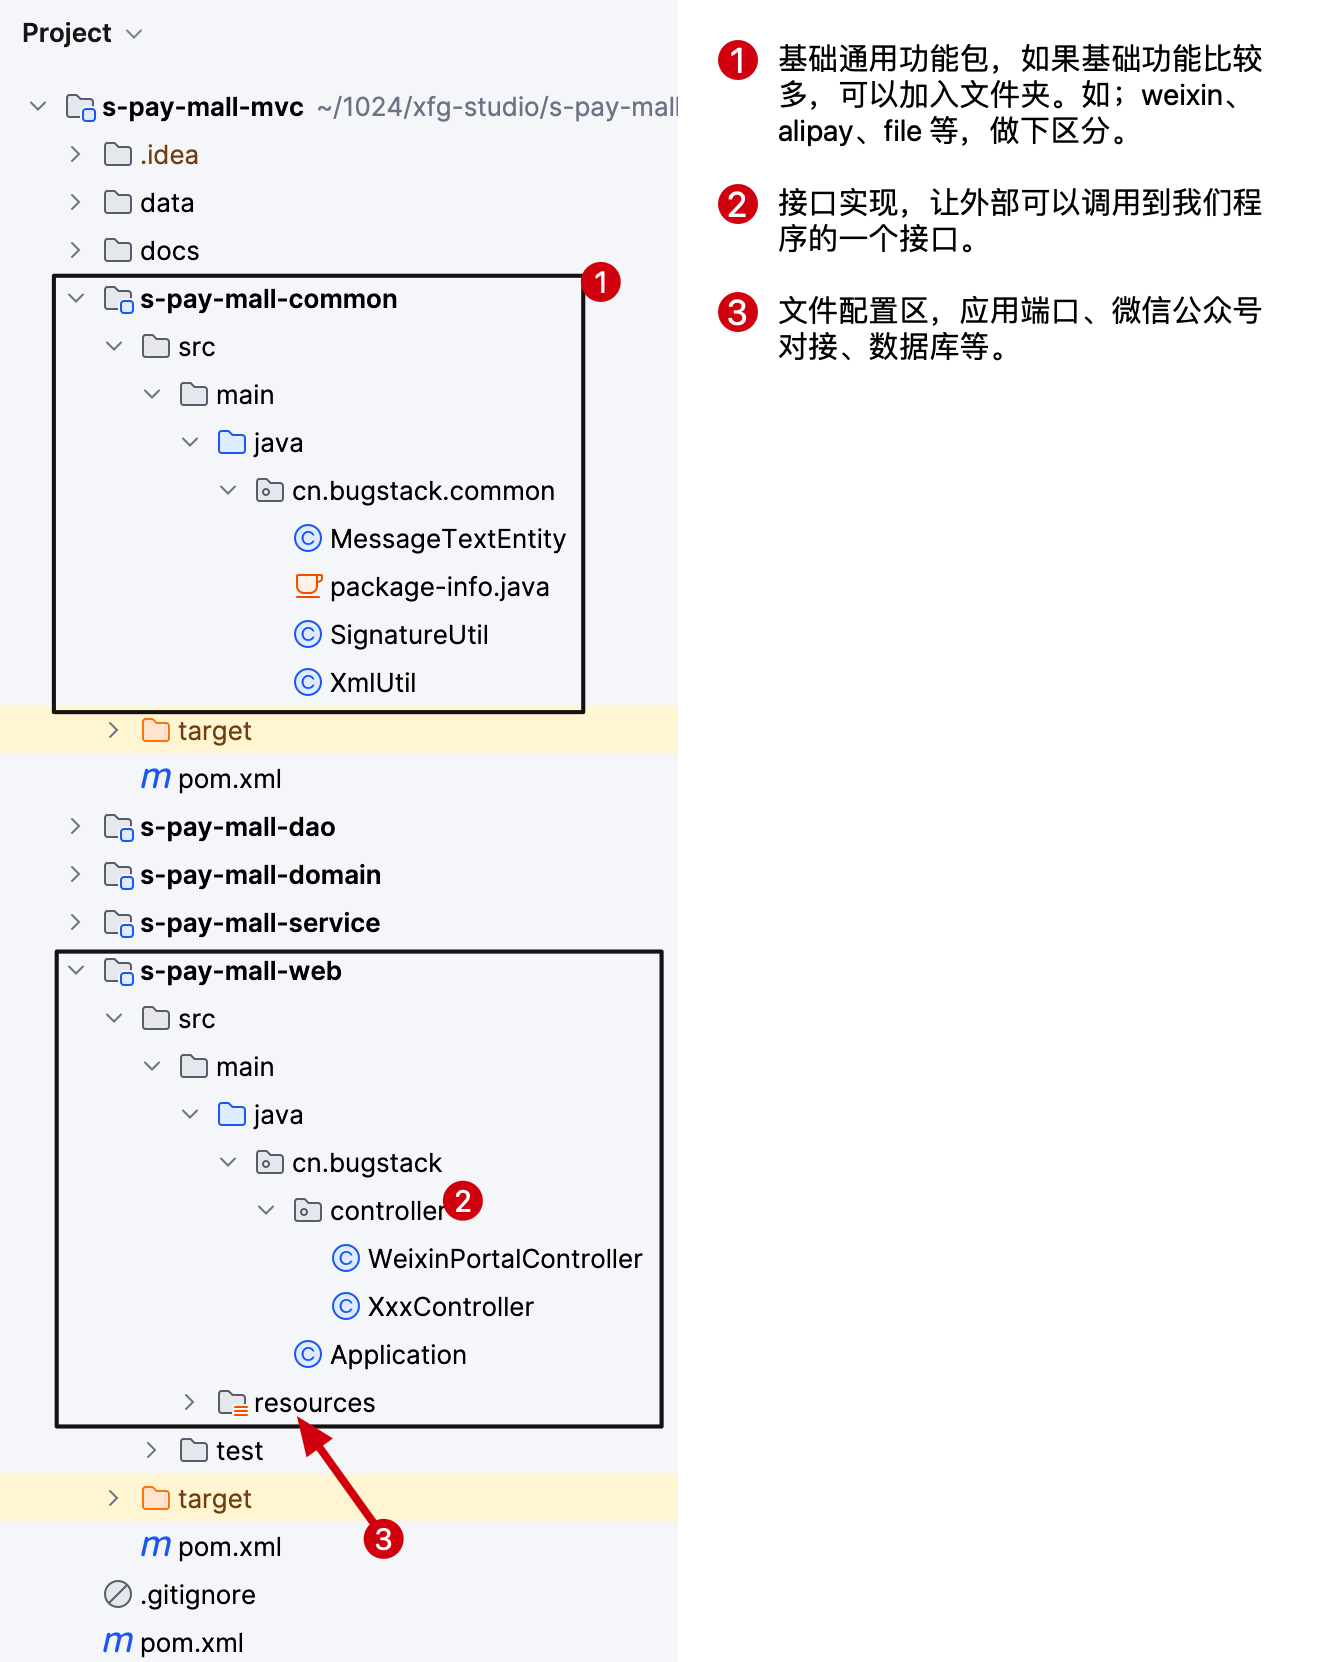 Project
s-pay-mall-mvc ~/1024/xfg-studio/s-pay-mall
.idea
data
docs
s-pay-mall-common
1
src
main
java
cn.bugstack.common
MessageTextEntity
package-info.java
SignatureUtil
XmlUtil
target
pom.xml
s-pay-mall-dao
s-pay-mall-domain
s-pay-mall-service
s-pay-mall-web
src
main
java
cn.bugstack
controller 2
WeixinPortalController
XxxController
Application
resources
test
target
3
pom.xml
.gitignore
pom.xml
1 基础通用功能包，如果基础功能比较
多，可以加入文件夹。如；weixin、
alipay、file 等，做下区分。
2 接口实现，让外部可以调用到我们程
序的一个接口。
3 文件配置区，应用端口、微信公众号
对接、数据库等。